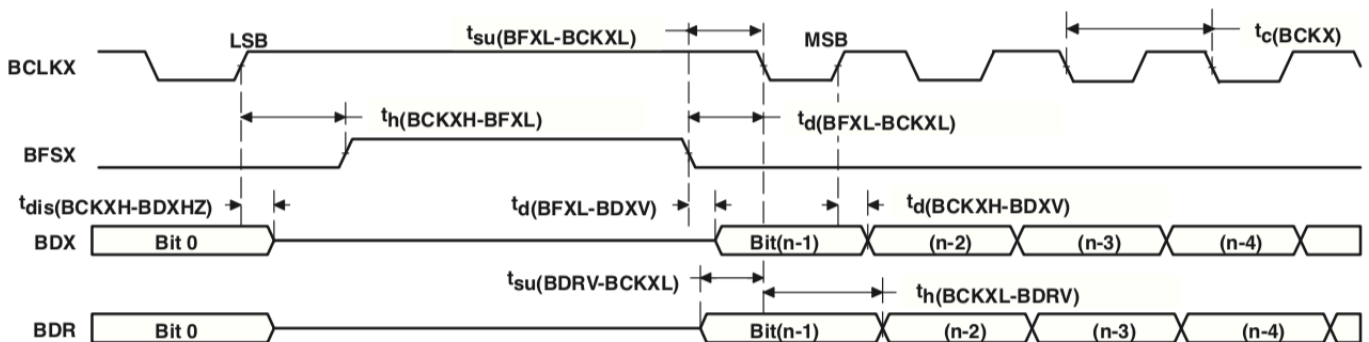 LSB
tsu(BFXL-BCKXL)
MSB
tc(BCKX)
BCLKX
th(BCKXH-BFXL)
td(BFXL-BCKXL)
BFSX
tdis(BCKXH-BDXHZ)
td(BFXL-BDXV)
td(BCKXH-BDXV)
BDX Bit 0 Bit(n-1) (n-2) (n-3) (n-4)
tsu(BDRV-BCKXL)
th(BCKXL-BDRV)
BDR Bit 0 Bit(n-1) (n-2) (n-3) (n-4)